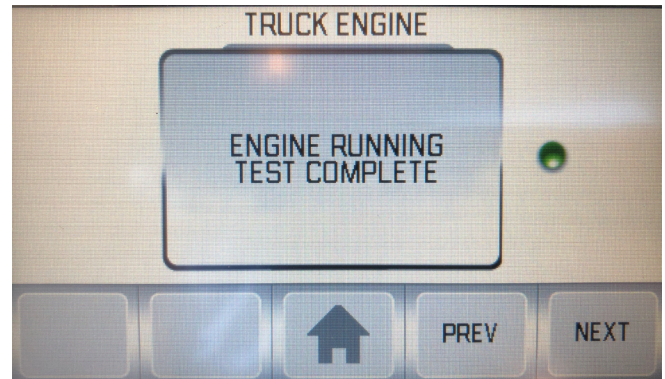 TRUCK ENGINE
ENGINE RUNNING
TEST COMPLETE
PREV
NEXT